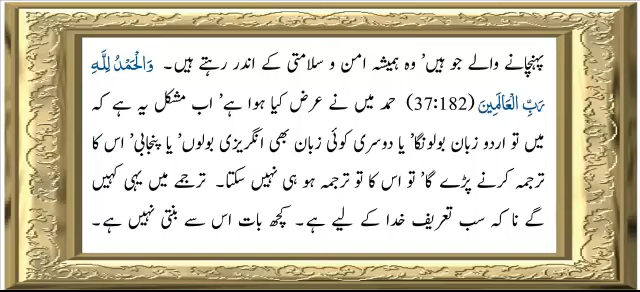 پہنچانے والے جو ہیں' وہ ہمیشہ امن و سلامتی کے اندر رہتے ہیں۔ وَالْحَمْدُ لِلَّهِ
رَبِّ الْعَالَمِينَ (37:182) حمد میں نے عرض کیا ہوا ہے' اب مشکل یہ ہے کہ
میں تو اردو زبان بولونگا' یا دوسری کوئی زبان بھی انگریزی بولوں' یا پنجابی' اس کا
ترجمہ کرنے پڑے گا' تو اس کا تو ترجمہ ہو ہی نہیں سکتا۔ ترجمے میں یہی کہیں
گے نا کہ سب تعریف خدا کے لیے ہے۔ کچھ بات اس سے بنتی نہیں ہے۔